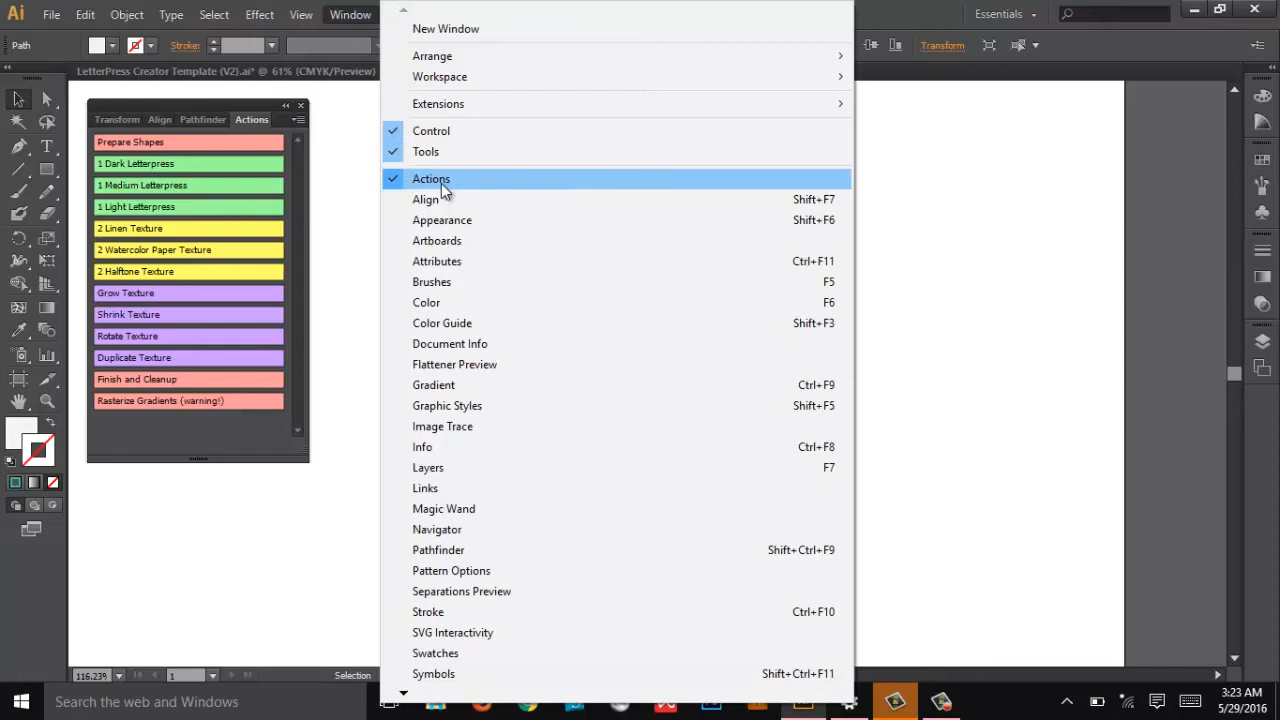 Ai File Edit Object Type Select Effect Window Essentials
Path Stroke: Transform
LetterPress Creator Template (V2).ai* @ 61% (CMYK/Preview)
Transform Align Pathfinder Actions
Prepare Shapes
1 Dark Letterpress
1 Medium Letterpress
1 Light Letterpress
2 Linen Texture
2 Watercolor Paper Texture
2 Halftone Texture
Grow Texture
Shrink Texture
Rotate Texture
Duplicate Texture
Finish and Cleanup
Rasterize Gradients (warning!)
New Window
Arrange
Workspace
Extensions
Control
Tools
Actions
Align Shift+F7
Appearance Shift+F6
Artboards
Attributes Ctrl+F11
Brushes F5
Color F6
Color Guide Shift+F3
Document Info
Flattener Preview
Gradient Ctrl+F9
Graphic Styles Shift+F5
Image Trace
Info Ctrl+F8
Layers F7
Links
Magic Wand
Navigator
Pathfinder Shift+Ctrl+F9
Pattern Options
Separations Preview
Stroke Ctrl+F10
SVG Interactivity
Swatches
Symbols Shift+Ctrl+F11
116.239 1 Selection
Search the web and Windows
3:23 AM
5/29/2016